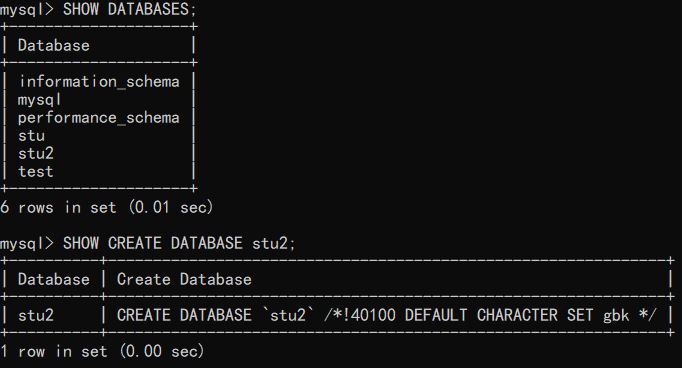 mysql> SHOW DATABASES;
+--------------------+
| Database           |
+--------------------+
| information_schema |
| mysql              |
| performance_schema |
| stu                |
| stu2               |
| test               |
+--------------------+
6 rows in set (0.01 sec)
mysql> SHOW CREATE DATABASE stu2;
+----------+--------------------------------------------------------------+
| Database | Create Database                                              |
+----------+--------------------------------------------------------------+
| stu2     | CREATE DATABASE `stu2` /*!40100 DEFAULT CHARACTER SET gbk */ |
+----------+--------------------------------------------------------------+
1 row in set (0.00 sec)